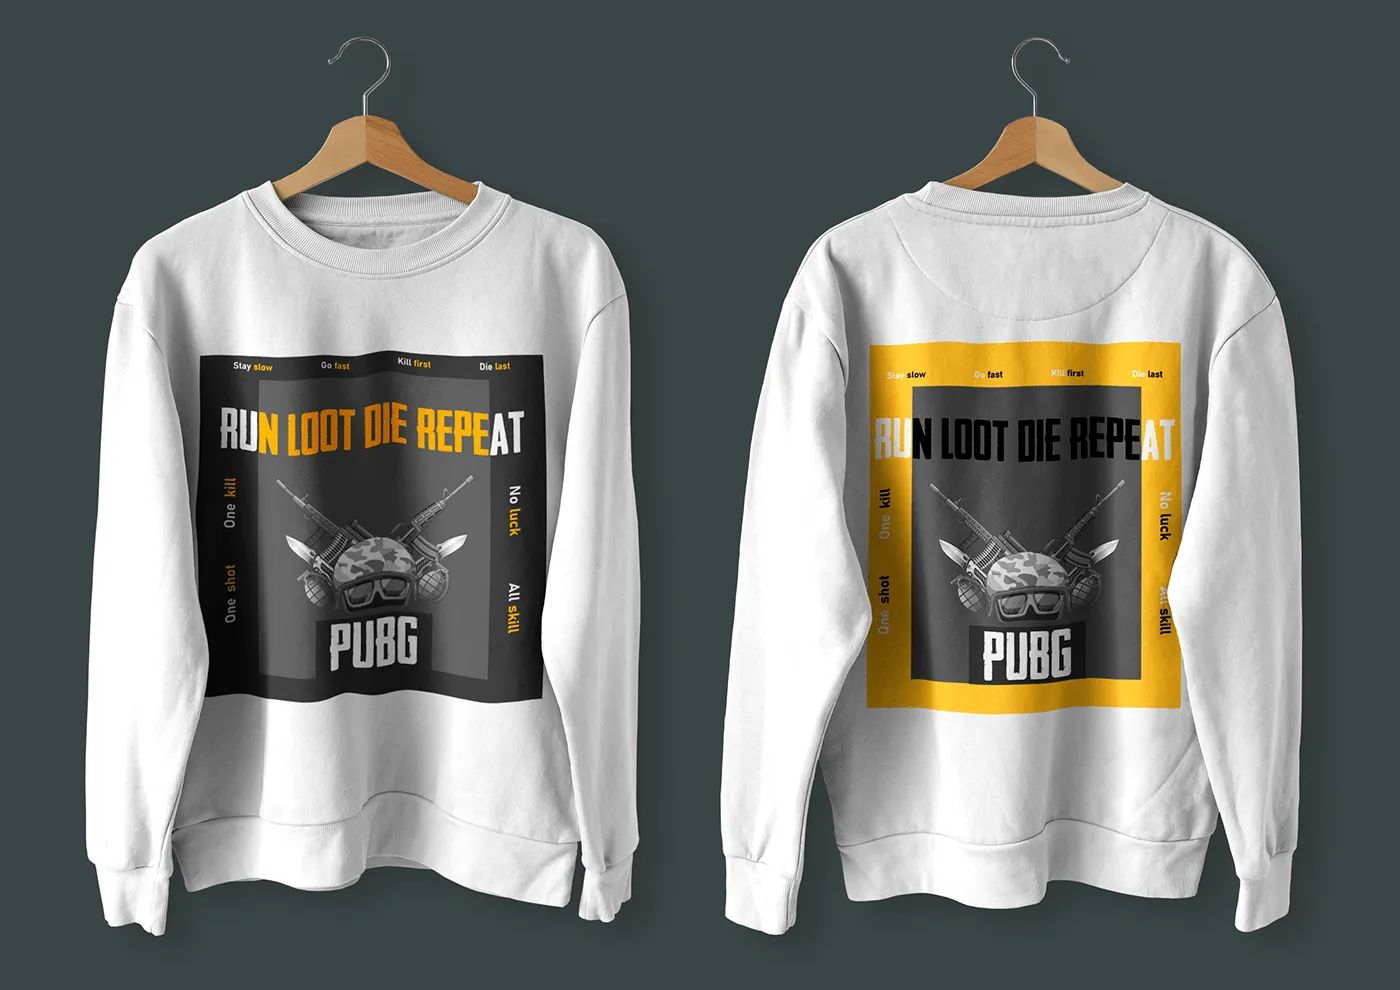 Stay slow
Go fast
Kill first
Die last
RUN LOOT DIE REPEAT
One kill
One shot
No luck
All skill
PUBG
Stay slow
Go fast
Kill first
Die last
RUN LOOT DIE REPEAT
One kill
One shot
No luck
All skill
PUBG